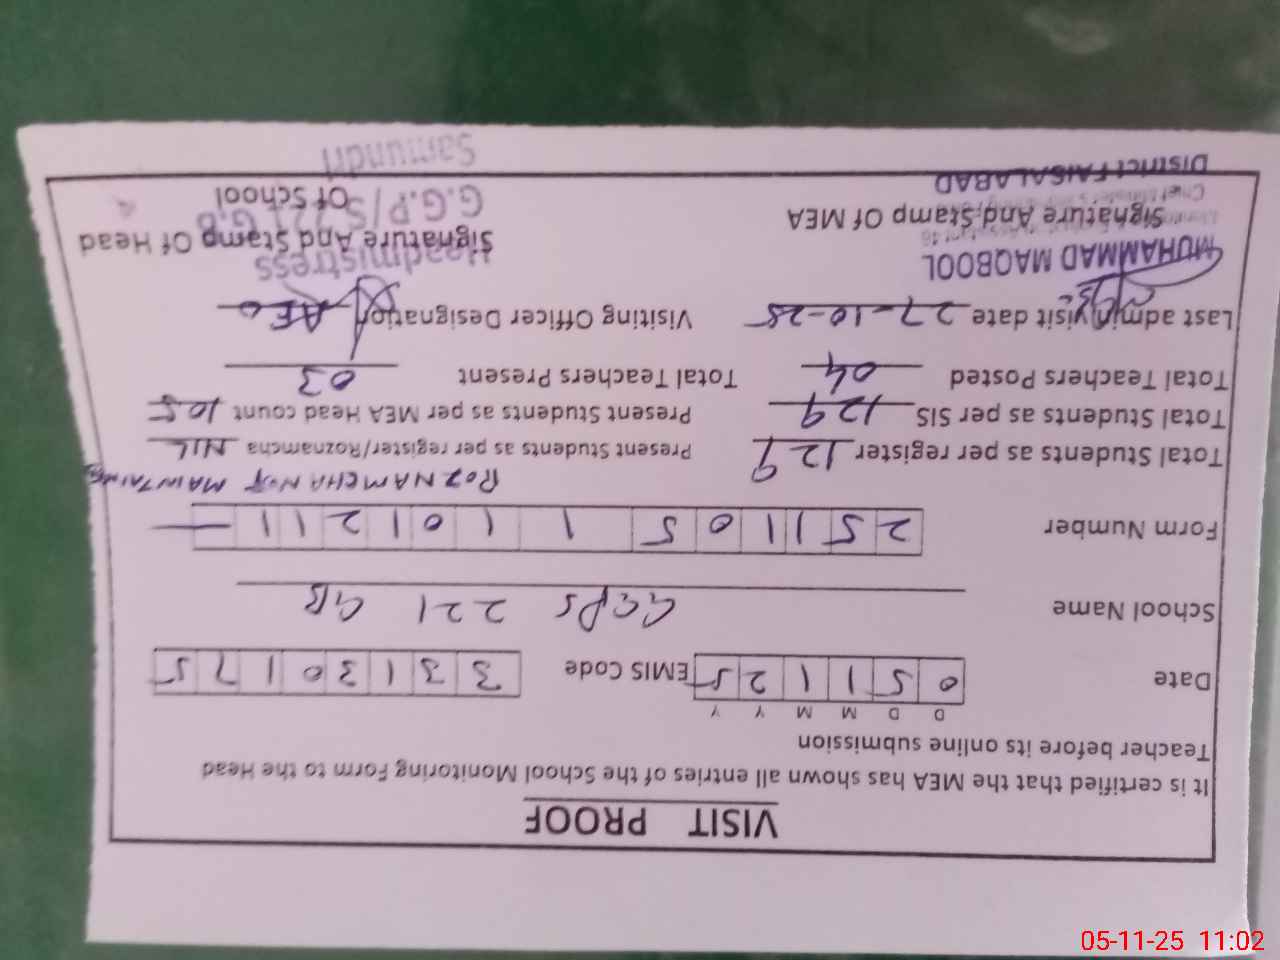 VISIT PROOF
It is certified that the MEA has shown all entries of the School Monitoring Form to the Head
Teacher before its online submission
D D M M Y Y
Date 0 5 1 1 2 5 EMIS Code 3 3 1 3 0 1 7 5
School Name GGPS 221 GB
Form Number 2 5 1 1 0 5 1 1 0 1 2 1 1 —
ROZNAMCHA NOT
Total Students per register 129 Present Students as per register/Roznamcha NIL
Total Students as per SIS 129 Present Students as per MEA Head count 105
Total Teachers Posted 04 Total Teachers Present 03
Last admin visit date 27-10-25 Visiting Officer Designation AEO
MUHAMMAD MAQBOOL Headmistress
Signature And Stamp Of MEA Signature And Stamp Of Head
Of School
G.G.P/S 221 G.B
District FAISALABAD
Samundri
05-11-25 11:02